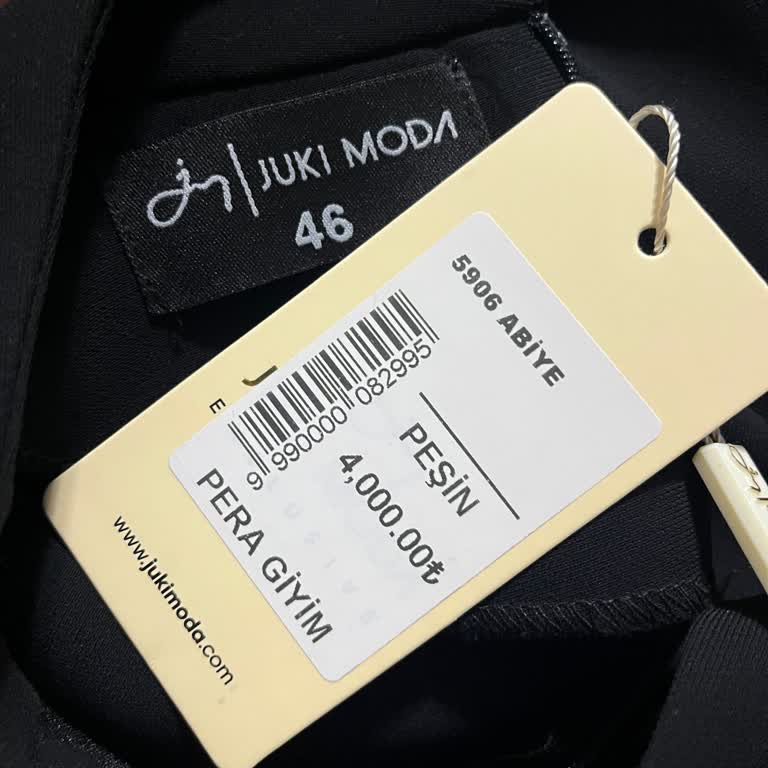 JUKI MODA
46
5906 ABİYE
9 990000 082995
PEŞİN
4,000.00₺
PERA GİYİM
J
E
www.jukimoda.com